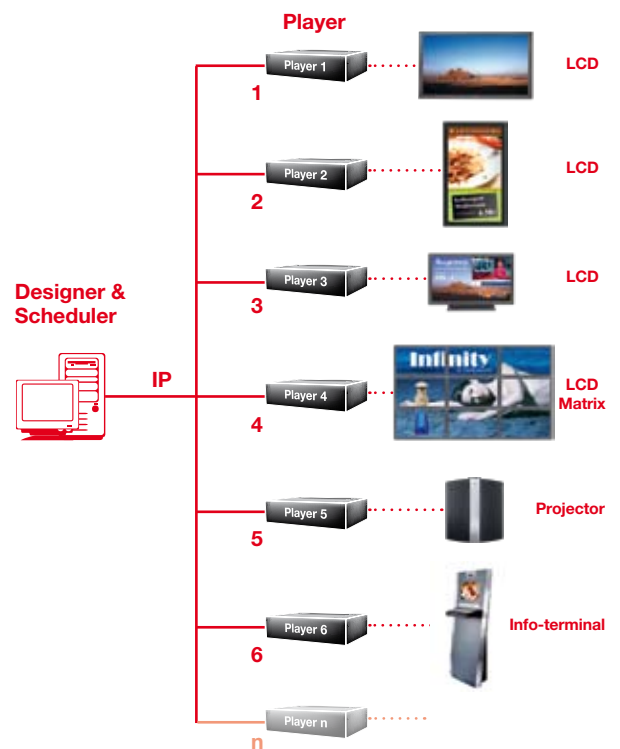 Player
Player 1
LCD
1
Player 2
LCD
2
Player 3
LCD
3
Designer &
Scheduler
IP
Infinity
Player 4
LCD
Matrix
4
Player 5
Projector
5
Player 6
Info-terminal
6
Player n
n